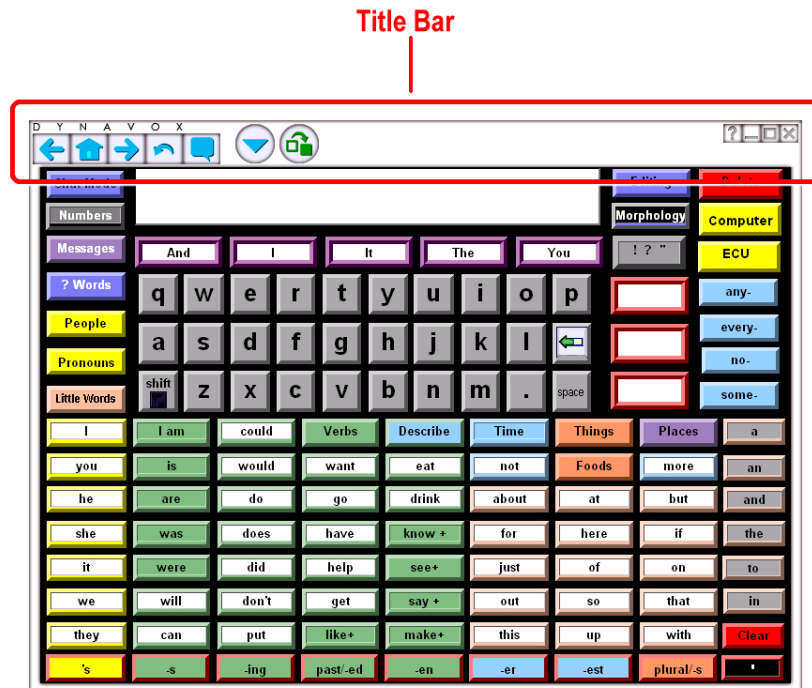 Title Bar
D Y N A V O X
?
Chat Mode Editing
Numbers Morphology Computer
Messages And I It The You ! ? " ECU
? Words q w e r t y u i o p any-
People every-
a s d f g h j k l
Pronouns no-
Little Words shift z x c v b n m . space some-
I I am could Verbs Describe Time Things Places a
you is would want eat not Foods more an
he are do go drink about at but and
she was does have know + for here if the
it were did help see+ just of on to
we will don't get say + out so that in
they can put like+ make+ this up with Clear
's -s -ing past/-ed -en -er -est plural/-s '